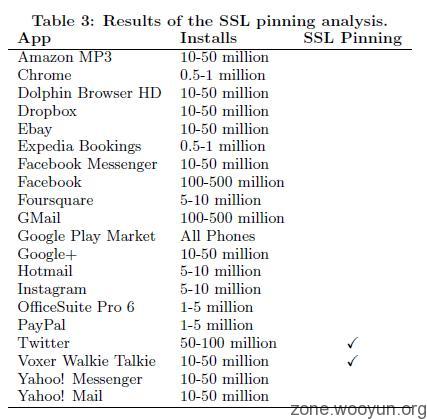 Table 3: Results of the SSL pinning analysis.
App Installs SSL Pinning
Amazon MP3 10-50 million
Chrome 0.5-1 million
Dolphin Browser HD 10-50 million
Dropbox 10-50 million
Ebay 10-50 million
Expedia Bookings 0.5-1 million
Facebook Messenger 10-50 million
Facebook 100-500 million
Foursquare 5-10 million
GMail 100-500 million
Google Play Market All Phones
Google+ 10-50 million
Hotmail 5-10 million
Instagram 5-10 million
OfficeSuite Pro 6 1-5 million
PayPal 1-5 million
Twitter 50-100 million ✓
Voxer Walkie Talkie 10-50 million ✓
Yahoo! Messenger 10-50 million
Yahoo! Mail 10-50 million
zone.wooyun.org